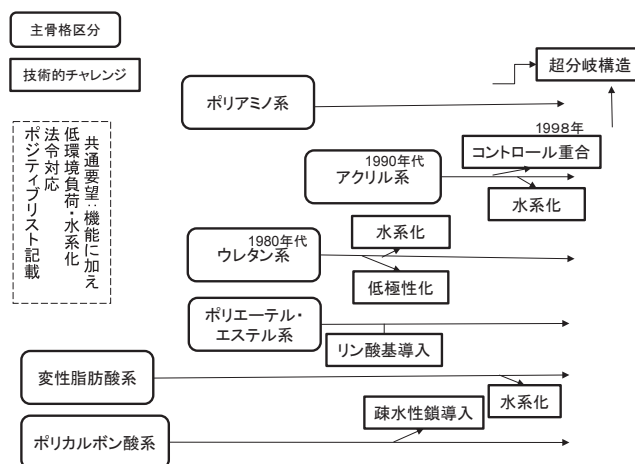 主骨格区分
技術的チャレンジ
共通要望:機能に加え
低環境負荷・水系化
法令対応
ポジティブリスト記載
超分岐構造
ポリアミノ系
1998年
コントロール重合
1990年代
アクリル系
水系化
水系化
1980年代
ウレタン系
低極性化
ポリエーテル・
エステル系
リン酸基導入
変性脂肪酸系
水系化
疎水性鎖導入
ポリカルボン酸系